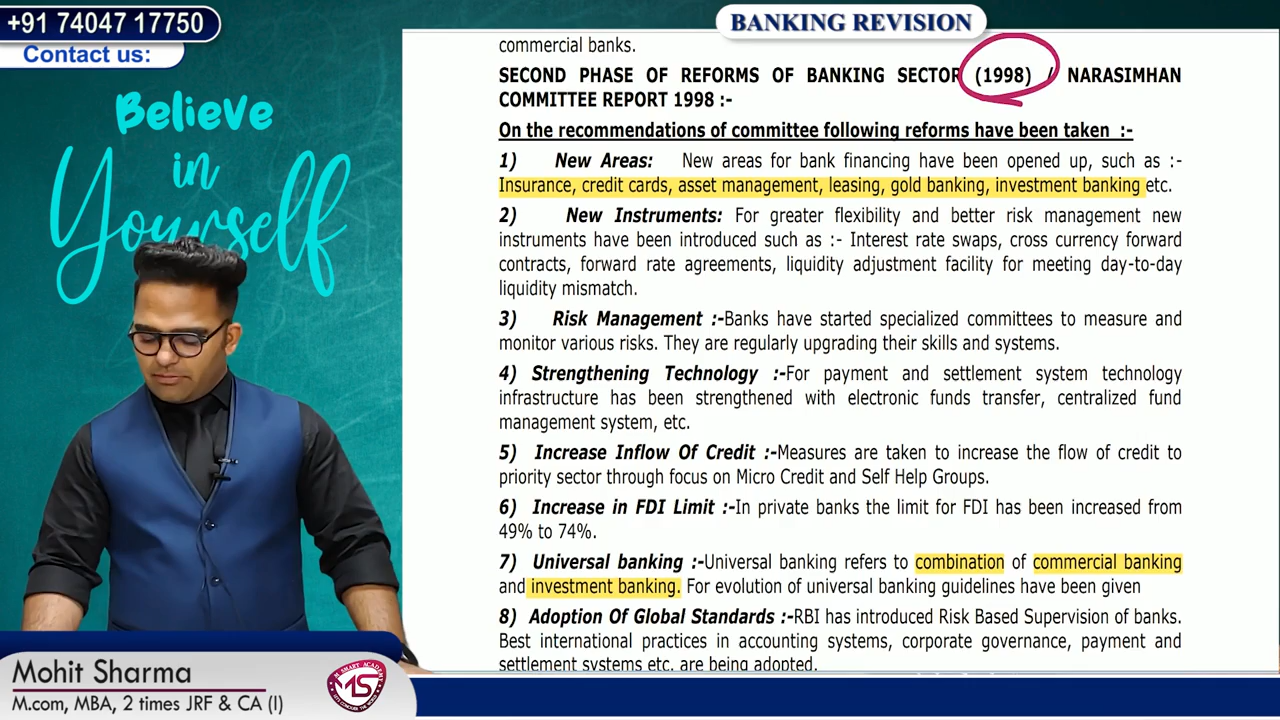 +91 74047 17750
Contact us:
BANKING REVISION
Believe
in
Yourself
commercial banks.
SECOND PHASE OF REFORMS OF BANKING SECTOR (1998) / NARASIMHAN
COMMITTEE REPORT 1998 :-
On the recommendations of committee following reforms have been taken :-
1) New Areas: New areas for bank financing have been opened up, such as :-
Insurance, credit cards, asset management, leasing, gold banking, investment banking etc.
2) New Instruments: For greater flexibility and better risk management new
instruments have been introduced such as :- Interest rate swaps, cross currency forward
contracts, forward rate agreements, liquidity adjustment facility for meeting day-to-day
liquidity mismatch.
3) Risk Management :-Banks have started specialized committees to measure and
monitor various risks. They are regularly upgrading their skills and systems.
4) Strengthening Technology :-For payment and settlement system technology
infrastructure has been strengthened with electronic funds transfer, centralized fund
management system, etc.
5) Increase Inflow Of Credit :-Measures are taken to increase the flow of credit to
priority sector through focus on Micro Credit and Self Help Groups.
6) Increase in FDI Limit :-In private banks the limit for FDI has been increased from
49% to 74%.
7) Universal banking :-Universal banking refers to combination of commercial banking
and investment banking. For evolution of universal banking guidelines have been given
8) Adoption Of Global Standards :-RBI has introduced Risk Based Supervision of banks.
Best international practices in accounting systems, corporate governance, payment and
settlement systems etc. are being adopted.
Mohit Sharma
M.com, MBA, 2 times JRF & CA (I)
MS